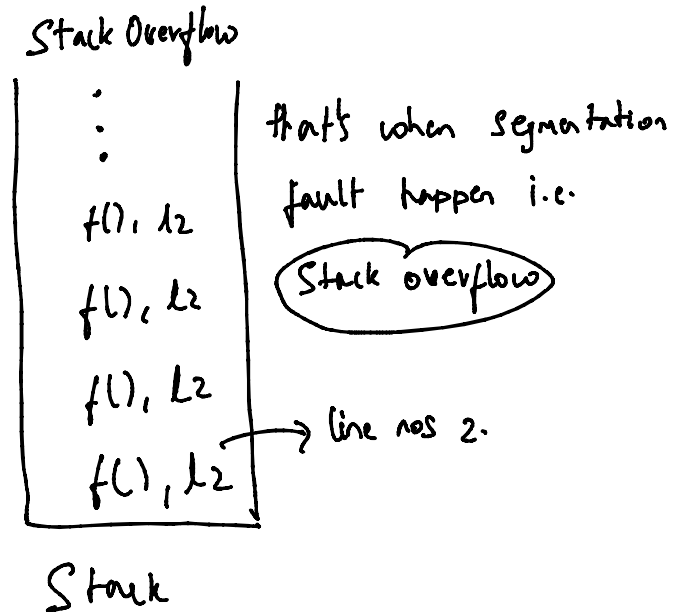 Stack Overflow
that's when segmentation
fault happen i.e.
Stack overflow
f(), l2
f(), l2
f(), l2
f(), l2
line nos 2.
Stack